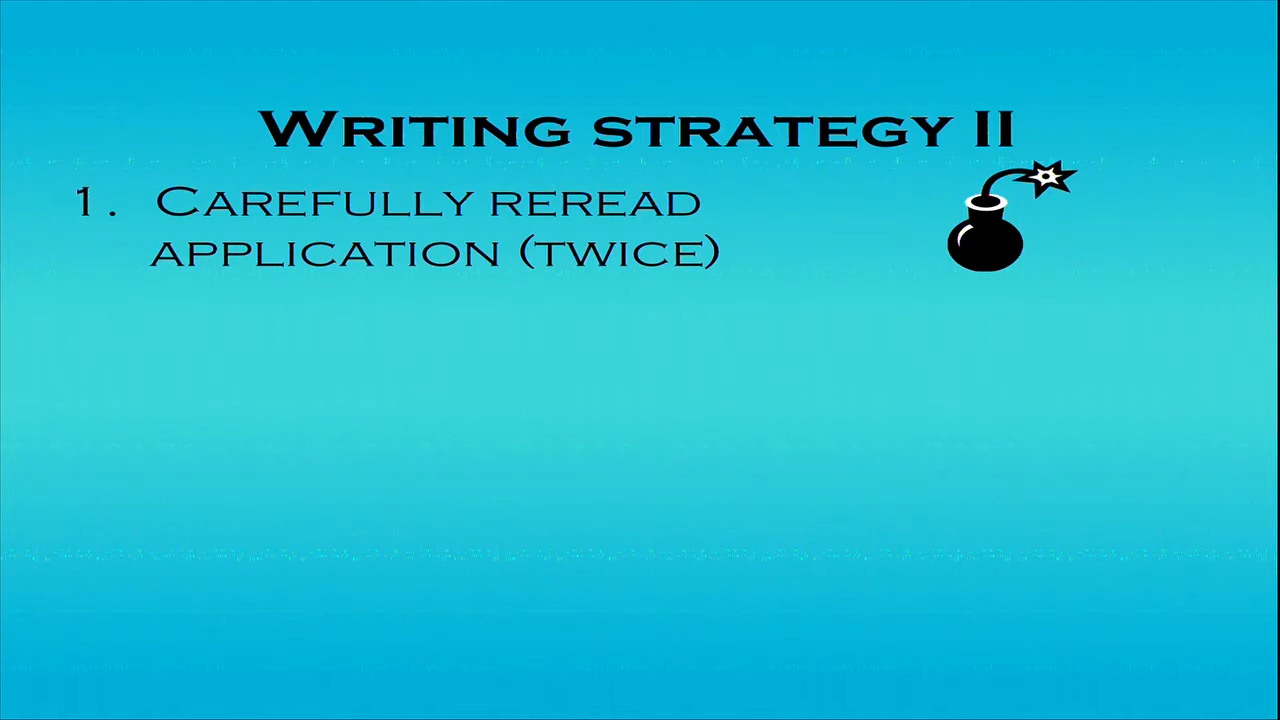 Writing strategy II
1. Carefully reread
application (twice)